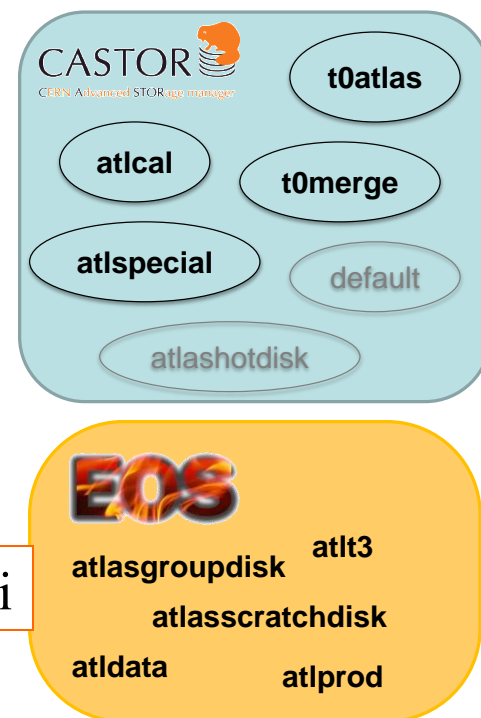 CASTOR
CERN Advanced STORage manager
t0atlas
atlcal
t0merge
atlspecial
default
atlashotdisk
EOS
atlt3
atlasgroupdisk
i
atlasscratchdisk
atldata
atlprod